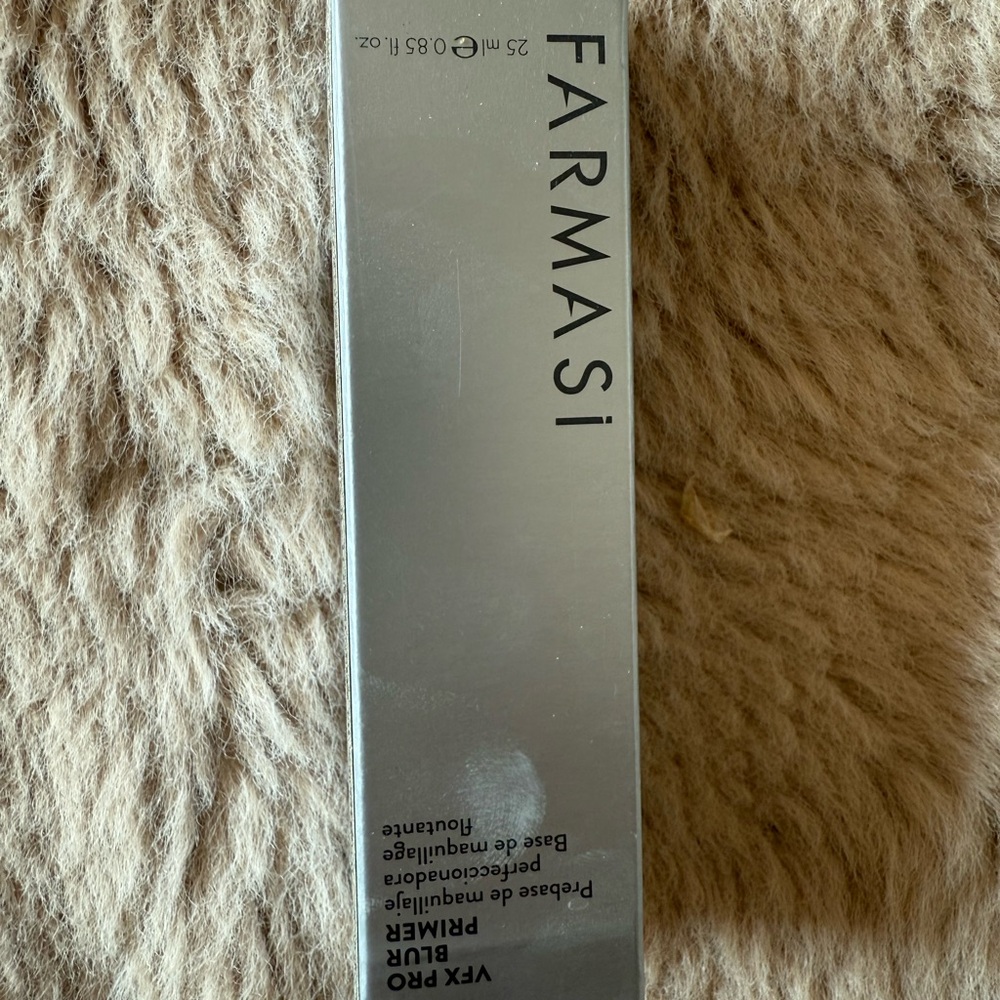 FARMASi
VFX PRO
BLUR
PRIMER
Prebase de maquillaje
perfeccionadora
Base de maquillage
floutante
25 ml ℮ 0.85 fl. oz.